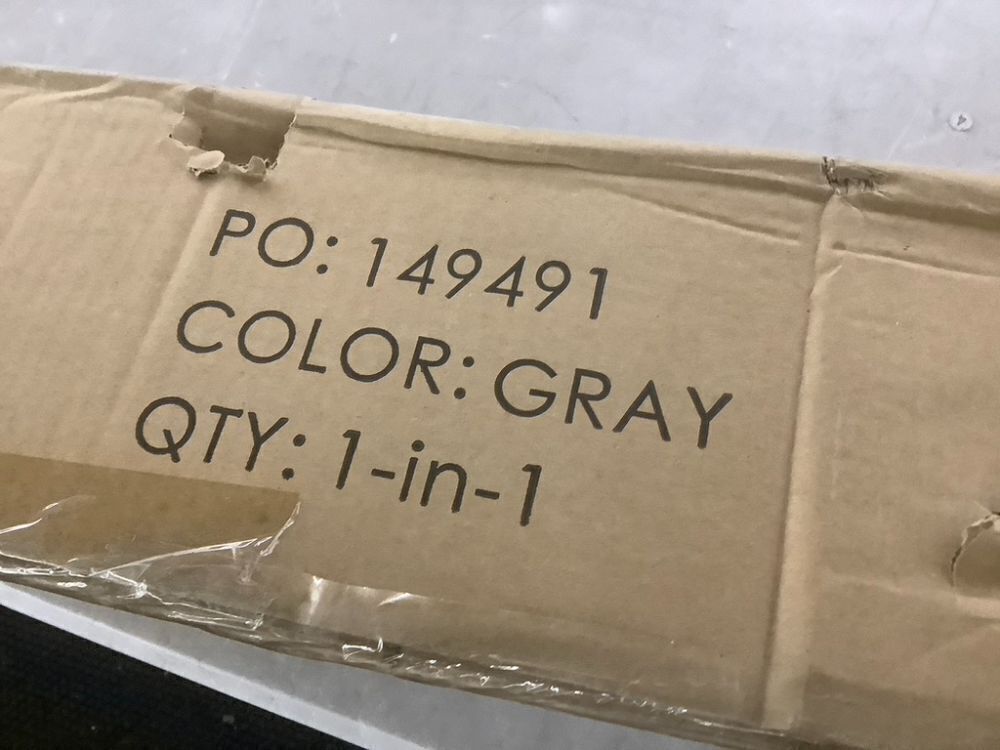 PO: 149491
COLOR: GRAY
QTY: 1-in-1